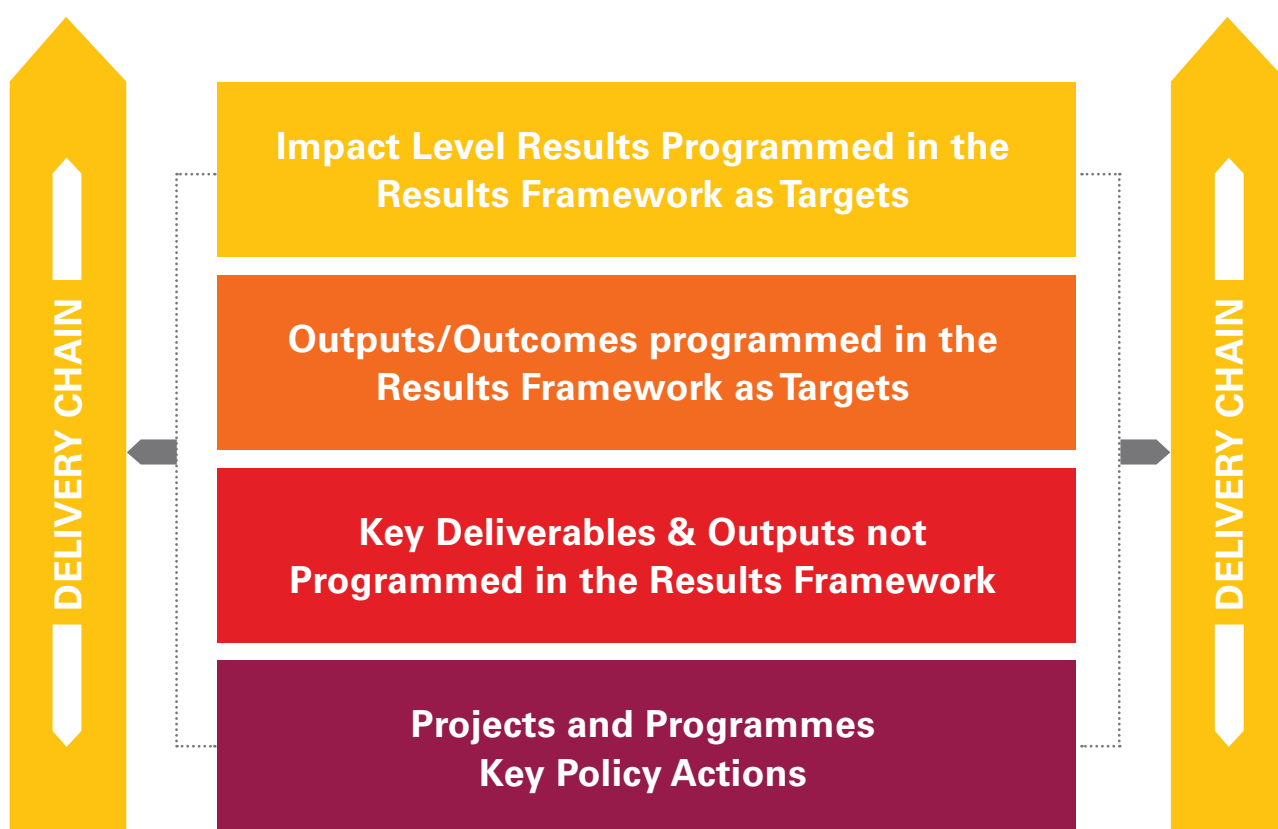 DELIVERY CHAIN
Impact Level Results Programmed in the
Results Framework as Targets
Outputs/Outcomes programmed in the
Results Framework as Targets
Key Deliverables & Outputs not
Programmed in the Results Framework
Projects and Programmes
Key Policy Actions
DELIVERY CHAIN